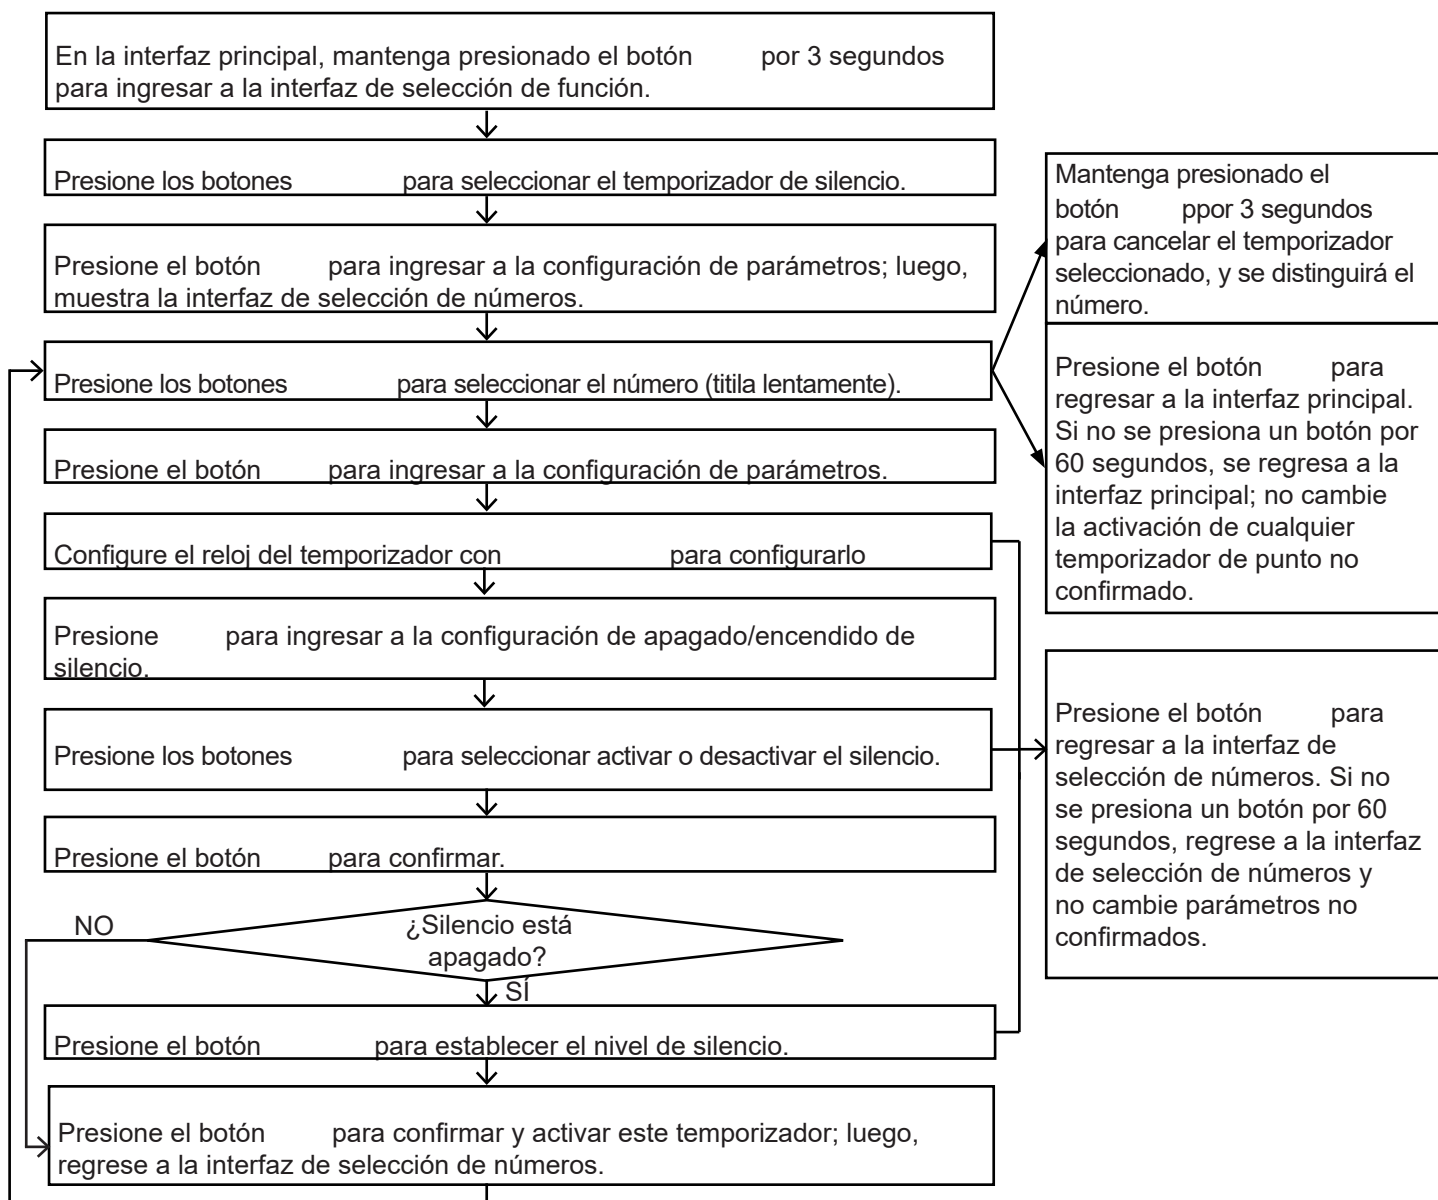 En la interfaz principal, mantenga presionado el botón por 3 segundos
para ingresar a la interfaz de selección de función.
Presione los botones para seleccionar el temporizador de silencio.
Presione el botón para ingresar a la configuración de parámetros; luego,
muestra la interfaz de selección de números.
Presione los botones para seleccionar el número (titila lentamente).
Presione el botón para ingresar a la configuración de parámetros.
Configure el reloj del temporizador con para configurarlo
Presione para ingresar a la configuración de apagado/encendido de
silencio.
Presione los botones para seleccionar activar o desactivar el silencio.
Presione el botón para confirmar.
¿Silencio está
apagado?
NO
SÍ
Presione el botón para establecer el nivel de silencio.
Presione el botón para confirmar y activar este temporizador; luego,
regrese a la interfaz de selección de números.
Mantenga presionado el
botón ppor 3 segundos
para cancelar el temporizador
seleccionado, y se distinguirá el
número.
Presione el botón para
regresar a la interfaz principal.
Si no se presiona un botón por
60 segundos, se regresa a la
interfaz principal; no cambie
la activación de cualquier
temporizador de punto no
confirmado.
Presione el botón para
regresar a la interfaz de
selección de números. Si no
se presiona un botón por 60
segundos, regrese a la interfaz
de selección de números y
no cambie parámetros no
confirmados.